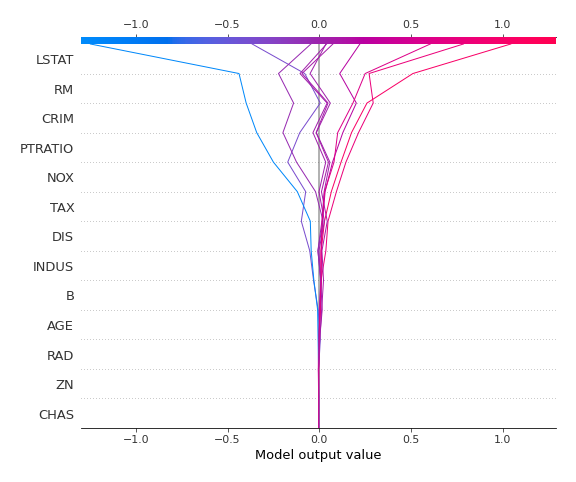 −1.0 −0.5 0.0 0.5 1.0
LSTAT
RM
CRIM
PTRATIO
NOX
TAX
DIS
INDUS
B
AGE
RAD
ZN
CHAS
−1.0 −0.5 0.0 0.5 1.0
Model output value